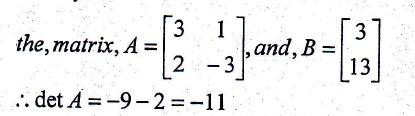 the, matrix, A = [3 1
2 -3], and, B = [3
13]
∴ det A = -9 - 2 = -11